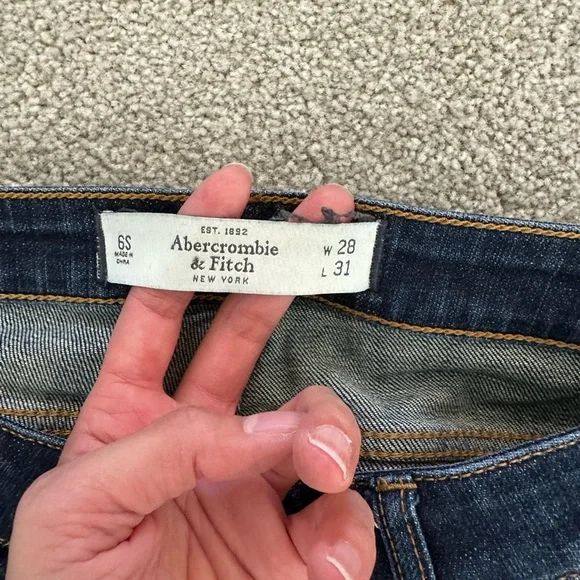 6S
MADE IN
CHINA
EST. 1892
Abercrombie
& Fitch
NEW YORK
W 28
L 31